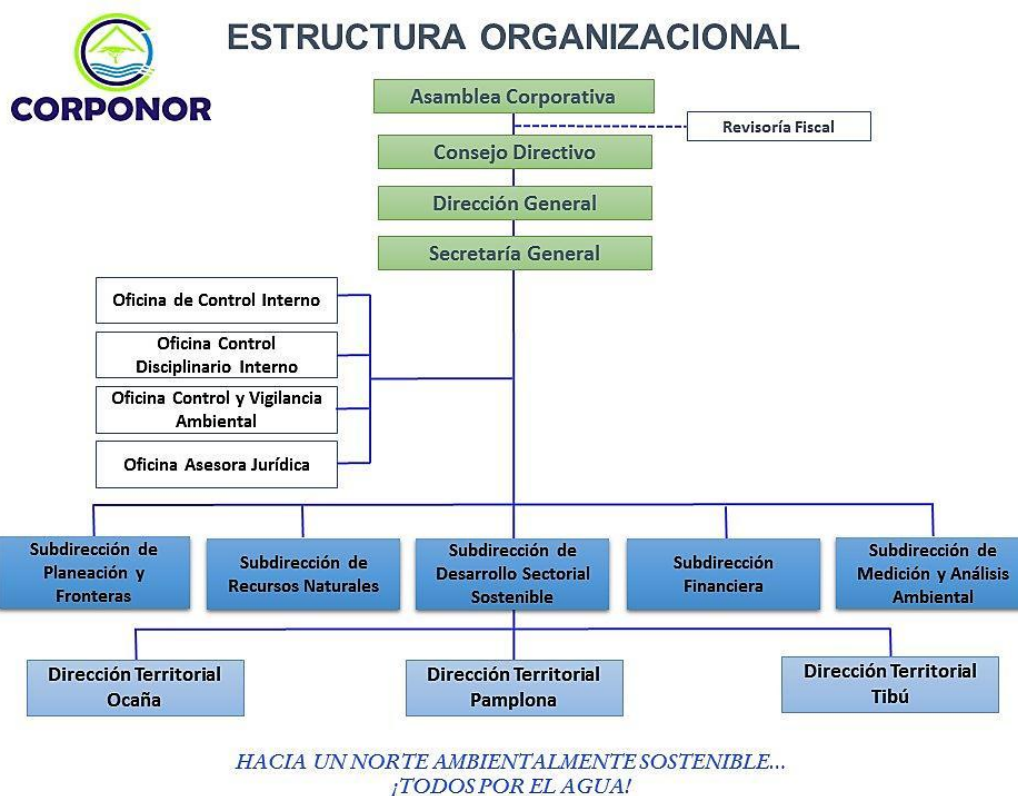 ESTRUCTURA ORGANIZACIONAL
CORPONOR
Asamblea Corporativa
Revisoría Fiscal
Consejo Directivo
Dirección General
Secretaría General
Oficina de Control Interno
Oficina Control
Disciplinario Interno
Oficina Control y Vigilancia
Ambiental
Oficina Asesora Jurídica
Subdirección de
Planeación y
Fronteras
Subdirección de
Recursos Naturales
Subdirección de
Desarrollo Sectorial
Sostenible
Subdirección
Financiera
Subdirección de
Medición y Análisis
Ambiental
Dirección Territorial
Ocaña
Dirección Territorial
Pamplona
Dirección Territorial
Tibú
HACIA UN NORTE AMBIENTALMENTE SOSTENIBLE...
¡TODOS POR EL AGUA!